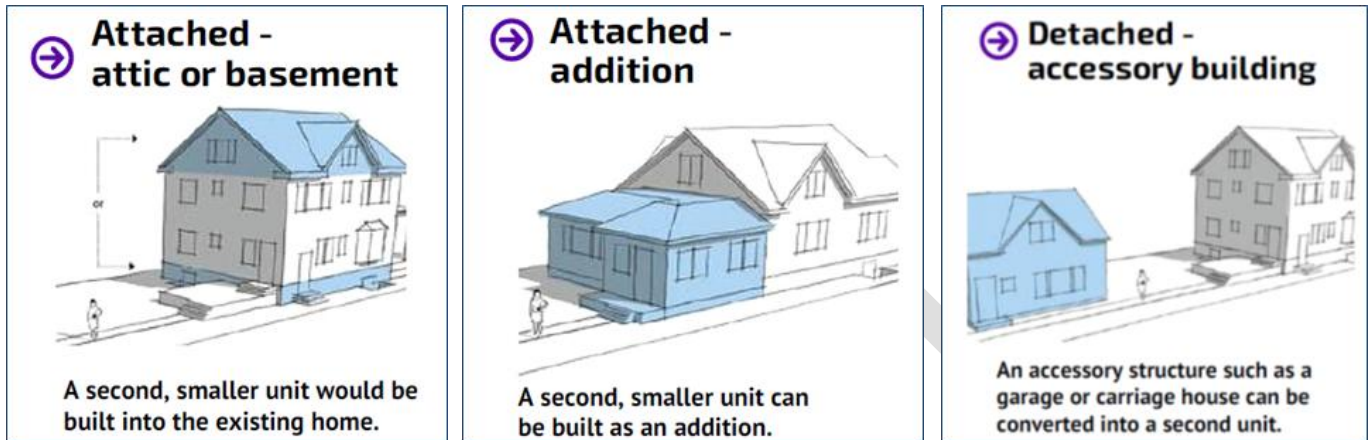 Attached -
attic or basement
or
A second, smaller unit would be
built into the existing home.
Attached -
addition
A second, smaller unit can
be built as an addition.
Detached -
accessory building
An accessory structure such as a
garage or carriage house can be
converted into a second unit.